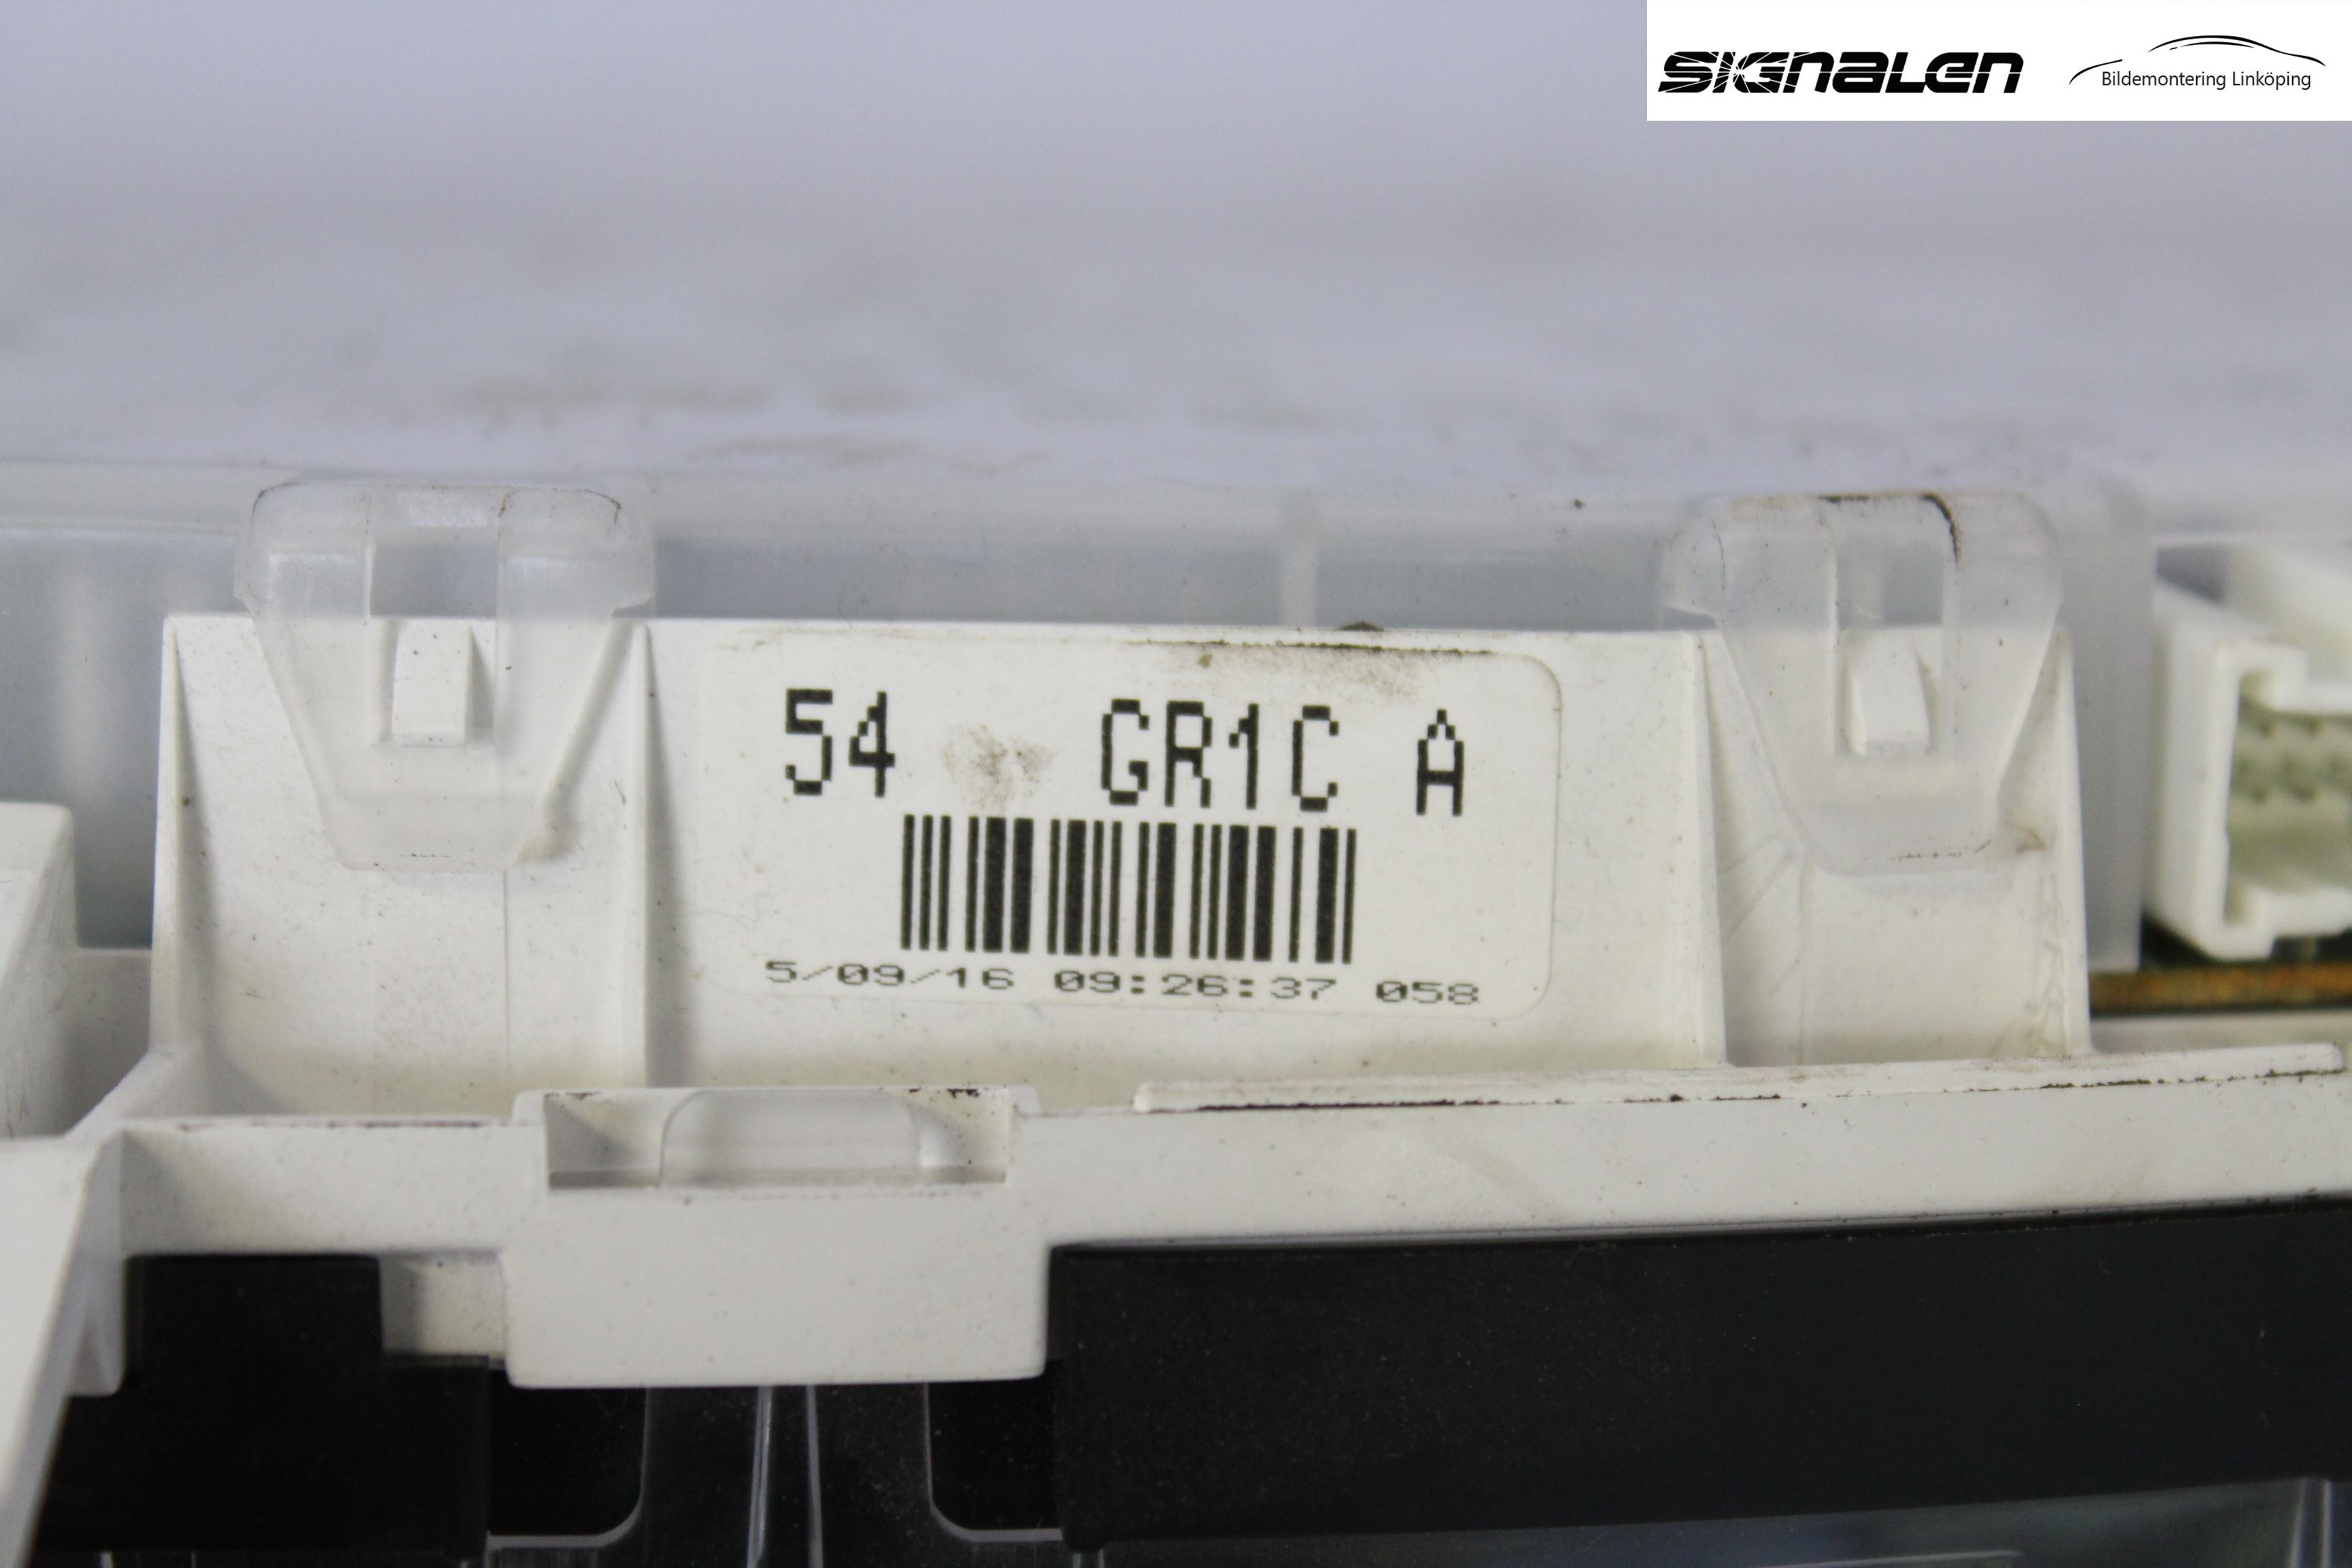 SIGNALEN
Bildemontering Linköping
54 GR1C A
5/09/16 09:26:37 058